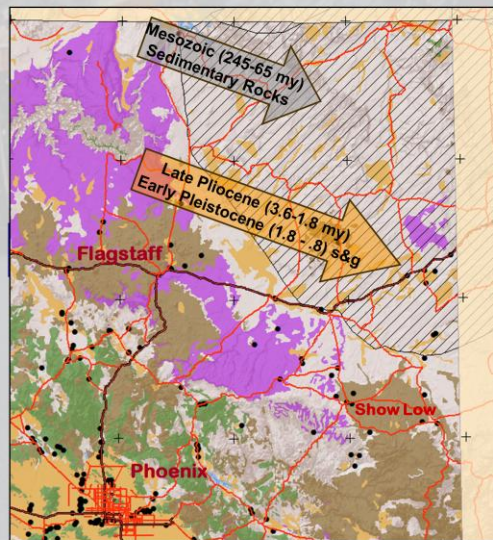 Mesozoic (245-65 my)
Sedimentary Rocks
Late Pliocene (3.6-1.8 my)
Early Pleistocene (1.8 - .8) s&g
Flagstaff
Show Low
Phoenix